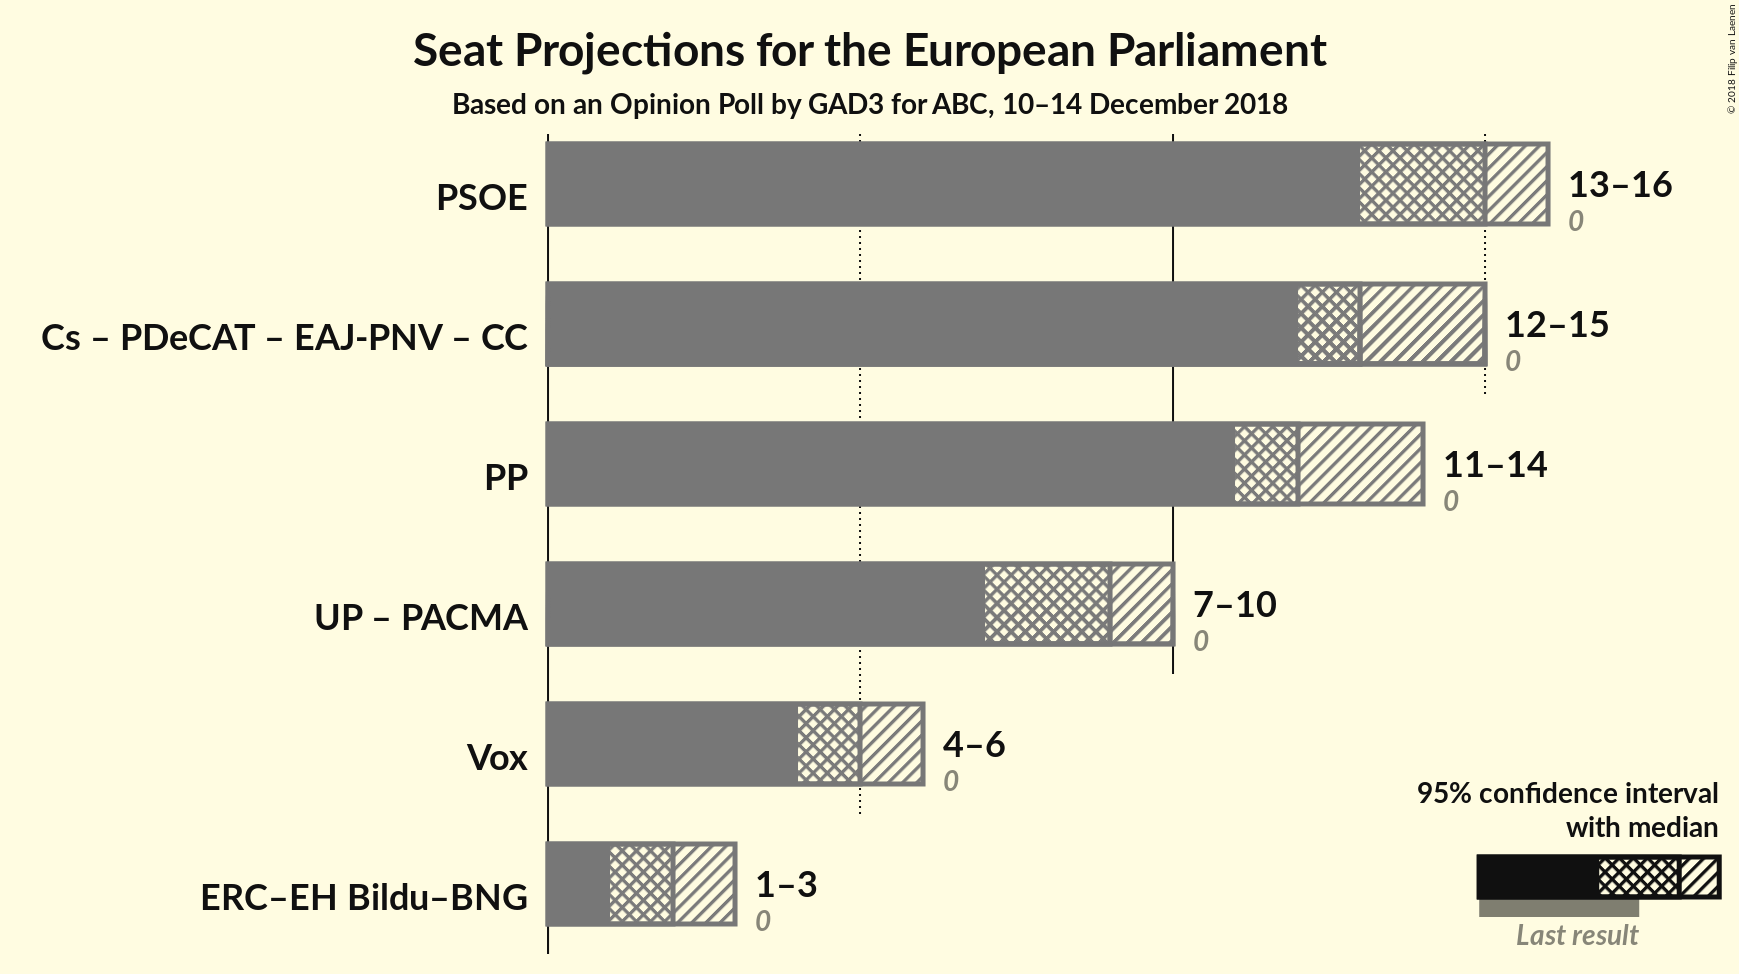 Seat Projections for the European Parliament
Based on an Opinion Poll by GAD3 for ABC, 10–14 December 2018
© 2018 Filip van Laenen
PSOE
13–16
0
Cs – PDeCAT – EAJ-PNV – CC
12–15
0
PP
11–14
0
UP – PACMA
7–10
0
Vox
4–6
0
ERC–EH Bildu–BNG
1–3
0
95% confidence interval
with median
Last result